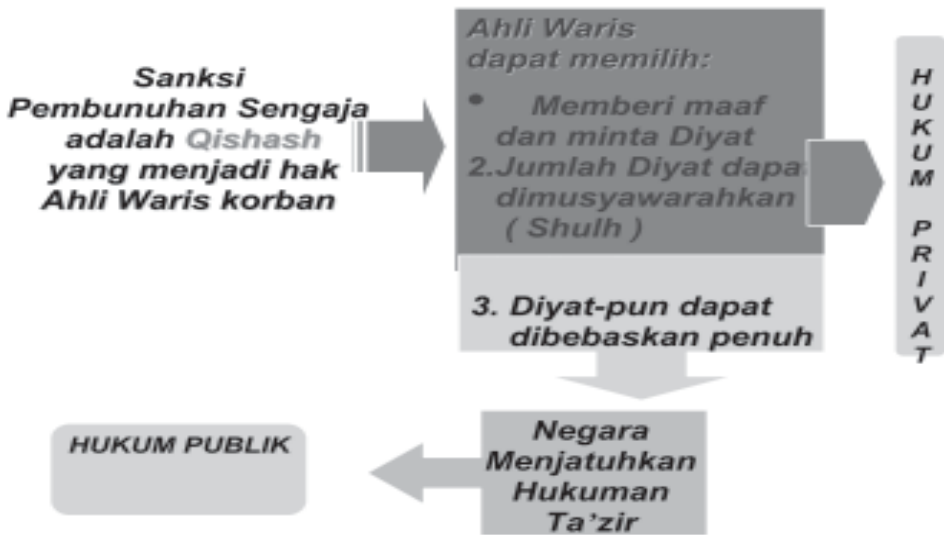 Sanksi
Pembunuhan Sengaja
adalah Qishash
yang menjadi hak
Ahli Waris korban
Ahli Waris
dapat memilih:
• Memberi maaf
dan minta Diyat
2.Jumlah Diyat dapat
dimusyawarahkan
( Shulh )
3. Diyat-pun dapat
dibebaskan penuh
HUKUM PRIVAT
Negara
Menjatuhkan
Hukuman
Ta’zir
HUKUM PUBLIK